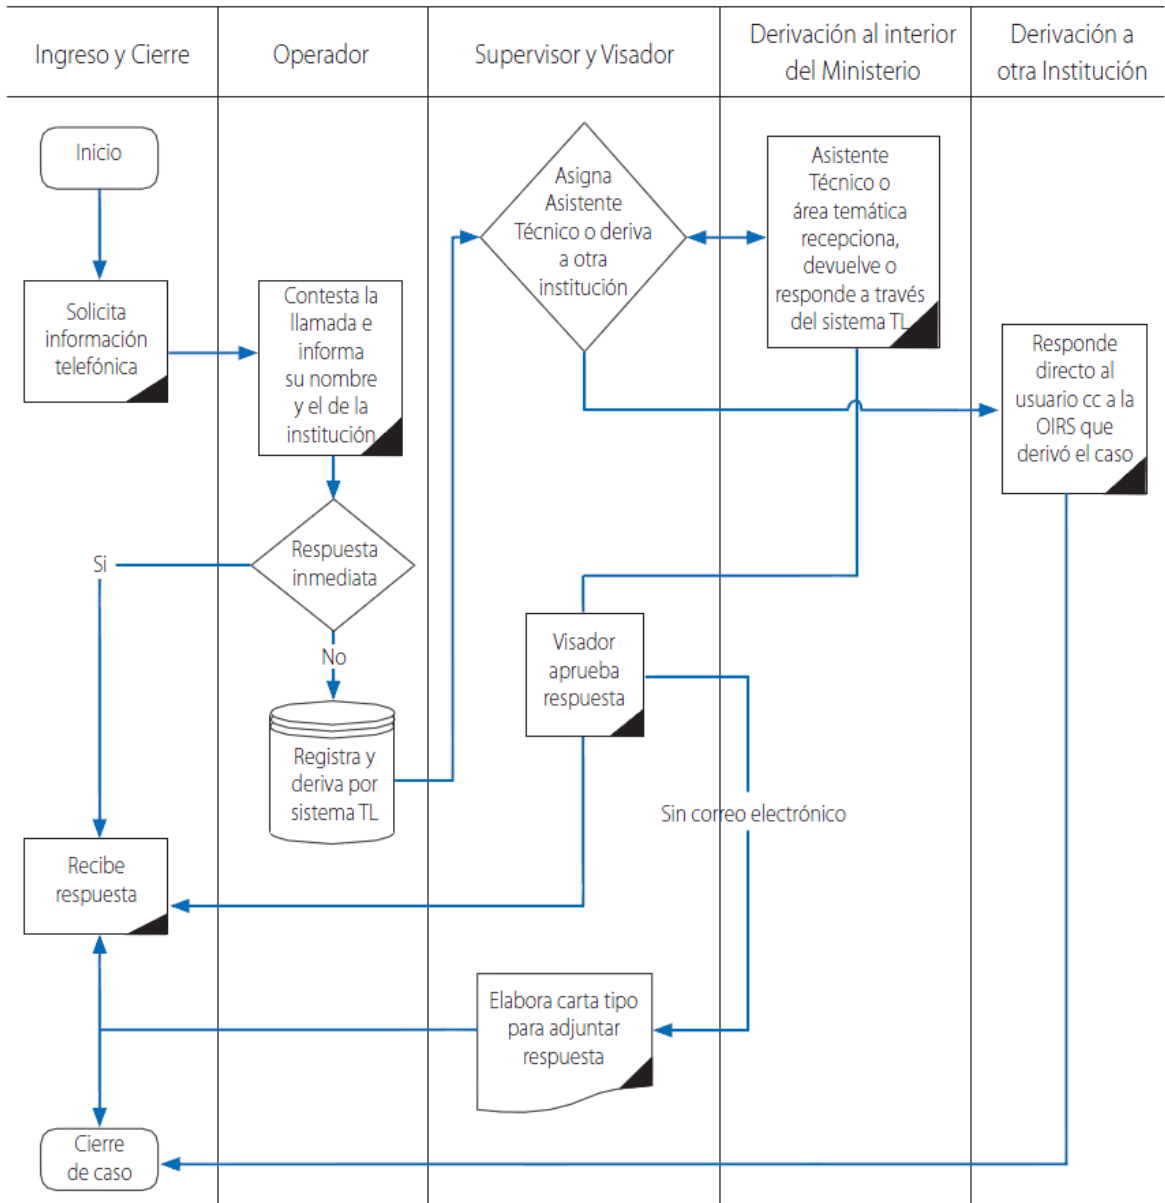 Ingreso y Cierre
Operador
Supervisor y Visador
Derivación al interior
del Ministerio
Derivación a
otra Institución
Inicio
Solicita
información
telefónica
Contesta la
llamada e
informa
su nombre
y el de la
institución
Respuesta
inmediata
Si
No
Registra y
deriva por
sistema TL
Asigna
Asistente
Técnico o deriva
a otra
institución
Asistente
Técnico o
área temática
recepciona,
devuelve o
responde a través
del sistema TL
Responde
directo al
usuario cc a la
OIRS que
derivó el caso
Visador
aprueba
respuesta
Sin correo electrónico
Recibe
respuesta
Elabora carta tipo
para adjuntar
respuesta
Cierre
de caso